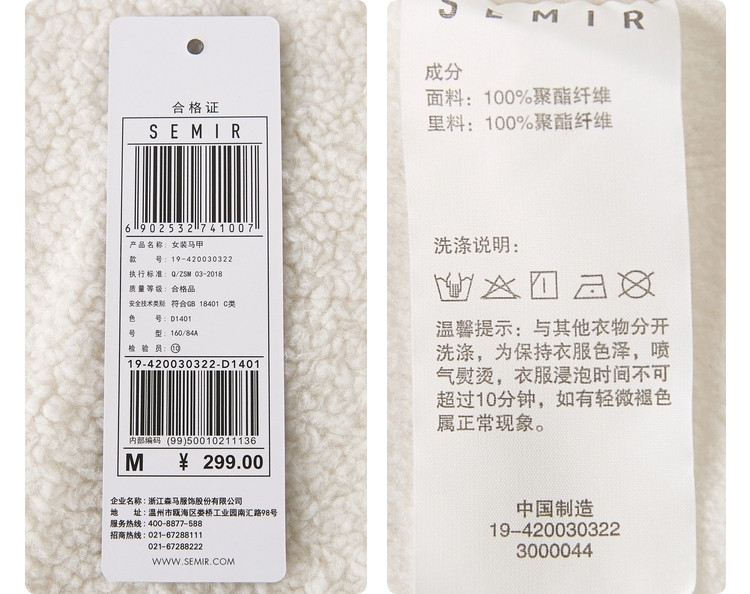 合格证
SEMIR
6 902532 741007
产品名称: 女装马甲
款 号: 19-420030322
执行标准: Q/ZSM 03-2018
质量等级: 合格品
安全技术类别: 符合GB 18401 C类
色 号: D1401
号 型: 160/84A
检 验 员: ⑩
19-420030322-D1401
内部编码 (99)50010211136
M ¥ 299.00
企业名称: 浙江森马服饰股份有限公司
地 址: 温州市瓯海区娄桥工业园南汇路98号
服务热线: 400-8877-588
招商热线: 021-67288111
021-67288222
WWW.SEMIR.COM
SEMIR
成分
面料: 100%聚酯纤维
里料: 100%聚酯纤维
洗涤说明:
温馨提示: 与其他衣物分开
洗涤，为保持衣服色泽，喷
气熨烫，衣服浸泡时间不可
超过10分钟，如有轻微褪色
属正常现象。
中国制造
19-420030322
3000044